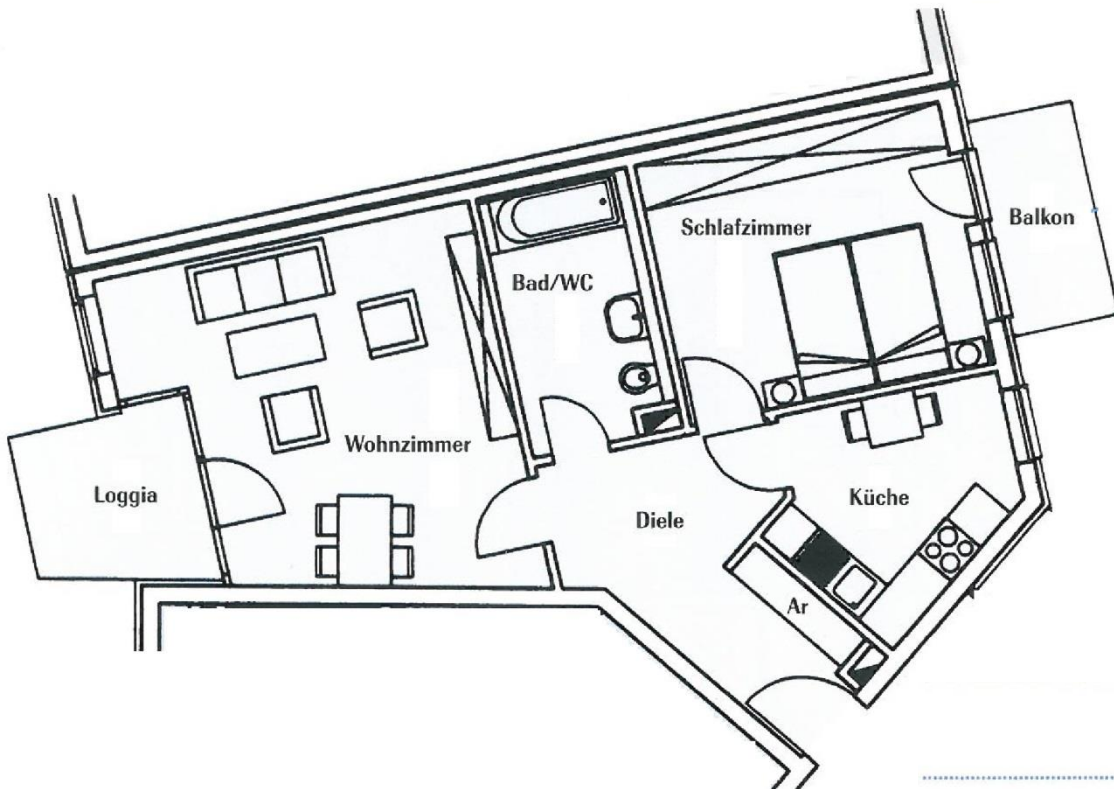 Schlafzimmer
Balkon
Bad/WC
Wohnzimmer
Loggia
Diele
Küche
Ar